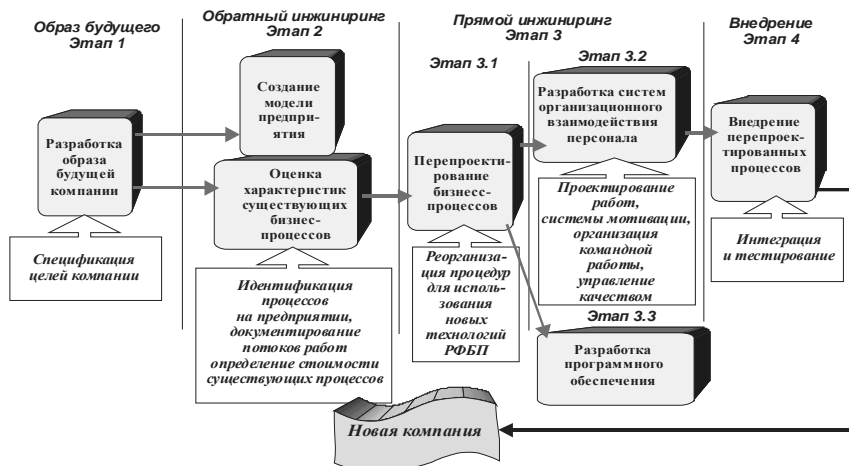 Образ будущего
Этап 1
Обратный инжиниринг
Этап 2
Прямой инжиниринг
Этап 3
Внедрение
Этап 4
Этап 3.1
Этап 3.2
Разработка
образа
будущей
компании
Спецификация
целей компании
Создание
модели
предприя-
тия
Оценка
характеристик
существующих
бизнес-
процессов
Идентификация
процессов
на предприятии,
документирование
потоков работ
определение стоимости
существующих процессов
Перепроекти-
рование
бизнесс-
процессов
Реорганиза-
ция процедур
для исполь-
зования
новых
технологий
РФБП
Разработка систем
организационного
взаимодействия
персонала
Проектирование
работ,
системы мотивации,
организация
командной
работы,
управление
качеством
Этап 3.3
Разработка
программного
обеспечения
Внедрение
перепроек-
тированных
процессов
Интеграция
и тестирование
Новая компания